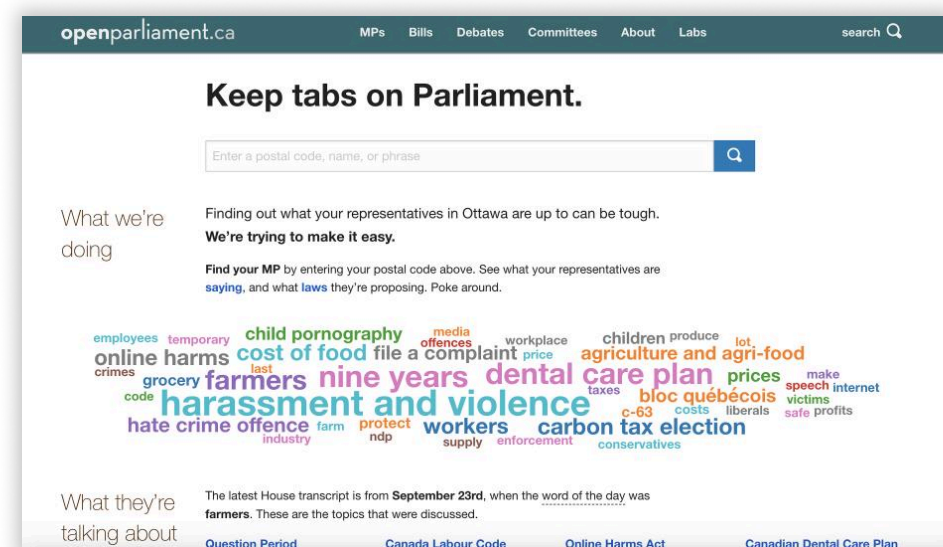 openparliament.ca MPs Bills Debates Committees About Labs search
Keep tabs on Parliament.
Enter a postal code, name, or phrase
What we're
doing
Finding out what your representatives in Ottawa are up to can be tough.
We're trying to make it easy.
Find your MP by entering your postal code above. See what your representatives are
saying, and what laws they're proposing. Poke around.
employees temporary child pornography media offences workplace children produce lot
online harms cost of food file a complaint price agriculture and agri-food
crimes grocery farmers last nine years dental care plan prices make speech internet
code harassment and violence taxes bloc québécois victims
c-63 costs liberals safe profits
hate crime offence farm protect workers carbon tax election
industry ndp supply enforcement conservatives
What they're
talking about
The latest House transcript is from September 23rd, when the word of the day was
farmers. These are the topics that were discussed.
Question Period Canada Labour Code Online Harms Act Canadian Dental Care Plan